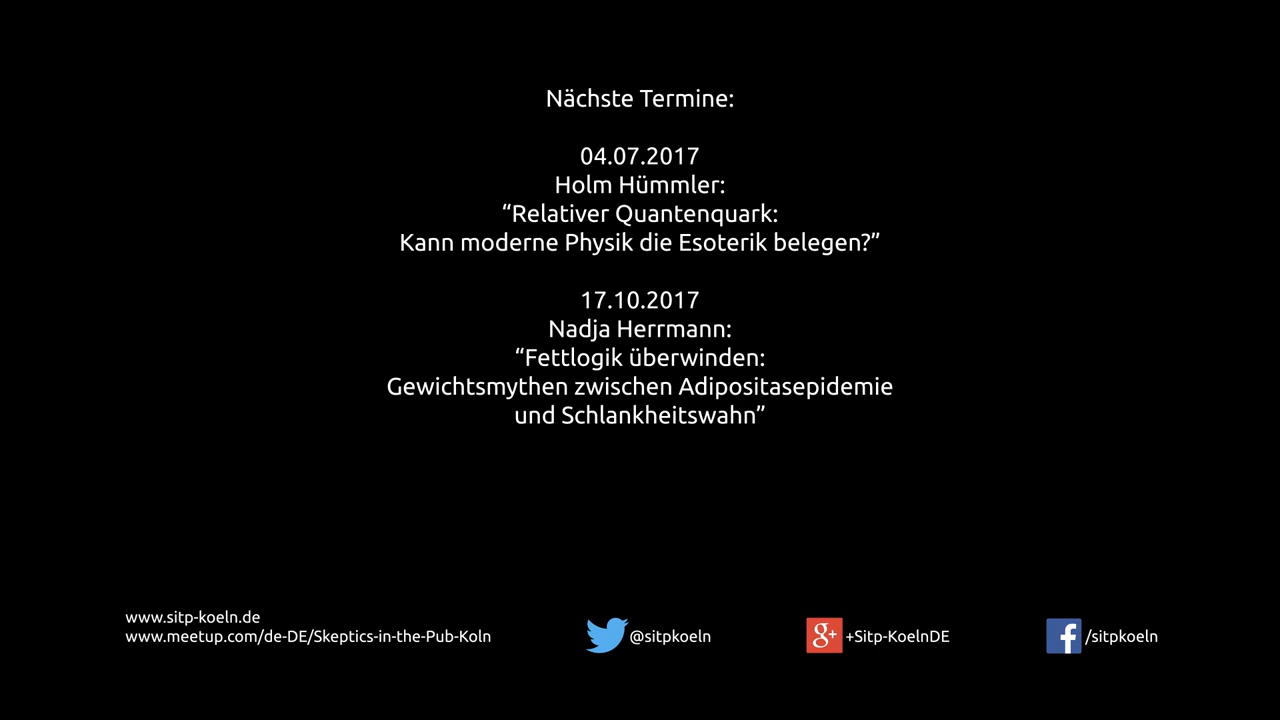 Nächste Termine:
04.07.2017
Holm Hümmler:
“Relativer Quantenquark:
Kann moderne Physik die Esoterik belegen?”
17.10.2017
Nadja Herrmann:
“Fettlogik überwinden:
Gewichtsmythen zwischen Adipositasepidemie
und Schlankheitswahn”
www.sitp-koeln.de
www.meetup.com/de-DE/Skeptics-in-the-Pub-Koln
@sitpkoeln
g+ +Sitp-KoelnDE
f /sitpkoeln